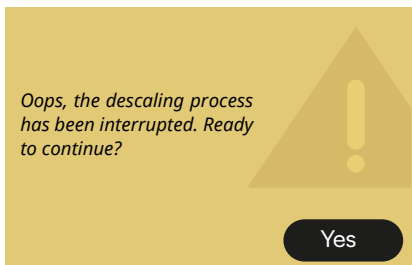 Oops, the descaling process
has been interrupted. Ready
to continue?
Yes